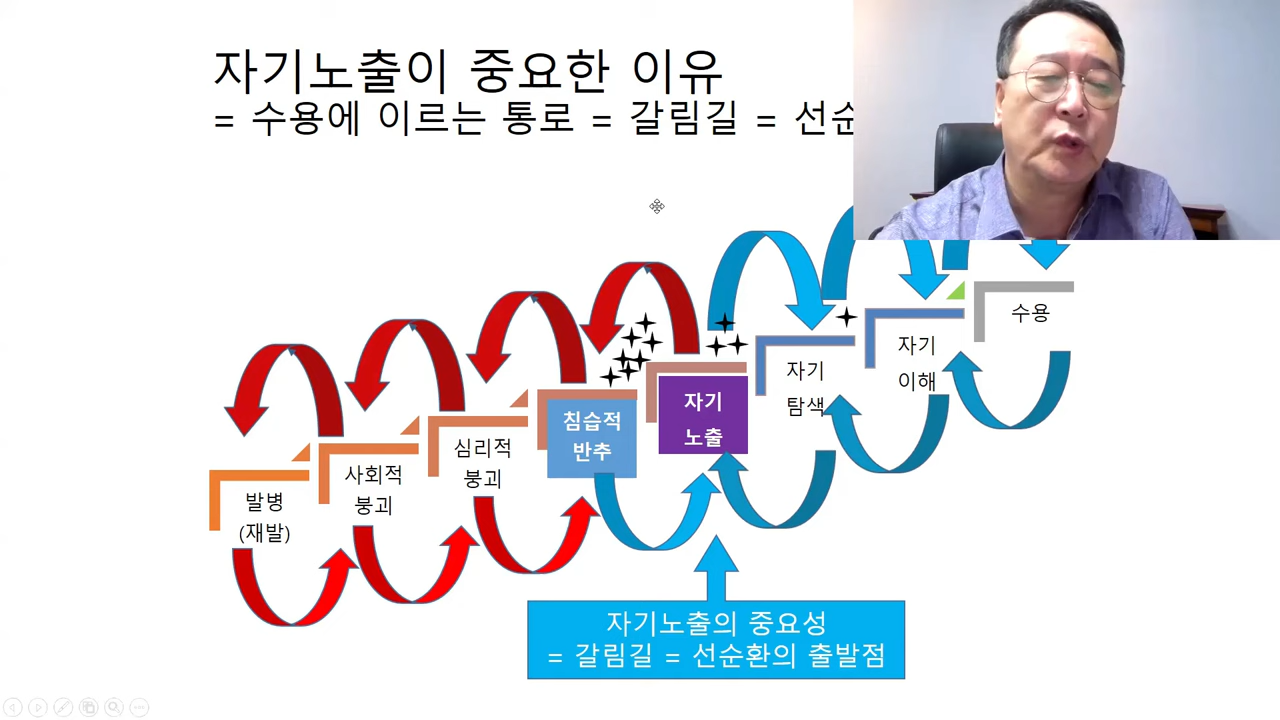 자기노출이 중요한 이유
= 수용에 이르는 통로 = 갈림길 = 선순
발병
(재발)
사회적
붕괴
심리적
붕괴
침습적
반추
자기
노출
자기
탐색
자기
이해
수용
자기노출의 중요성
= 갈림길 = 선순환의 출발점